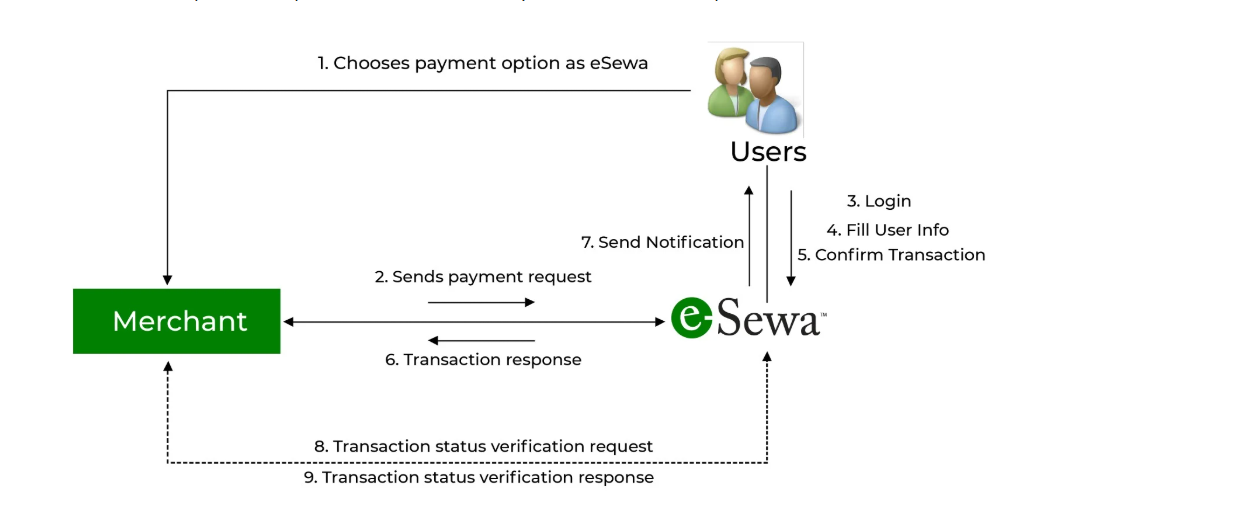 1. Chooses payment option as eSewa
Users
3. Login
4. Fill User Info
7. Send Notification
5. Confirm Transaction
2. Sends payment request
Merchant
e-Sewa™
6. Transaction response
8. Transaction status verification request
9. Transaction status verification response